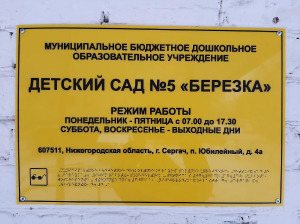 МУНИЦИПАЛЬНОЕ БЮДЖЕТНОЕ ДОШКОЛЬНОЕ
ОБРАЗОВАТЕЛЬНОЕ УЧРЕЖДЕНИЕ
ДЕТСКИЙ САД №5 «БЕРЕЗКА»
РЕЖИМ РАБОТЫ
ПОНЕДЕЛЬНИК - ПЯТНИЦА с 07.00 до 17.30
СУББОТА, ВОСКРЕСЕНЬЕ - ВЫХОДНЫЕ ДНИ
607511, Нижегородская область, г. Сергач, п. Юбилейный, д. 4а